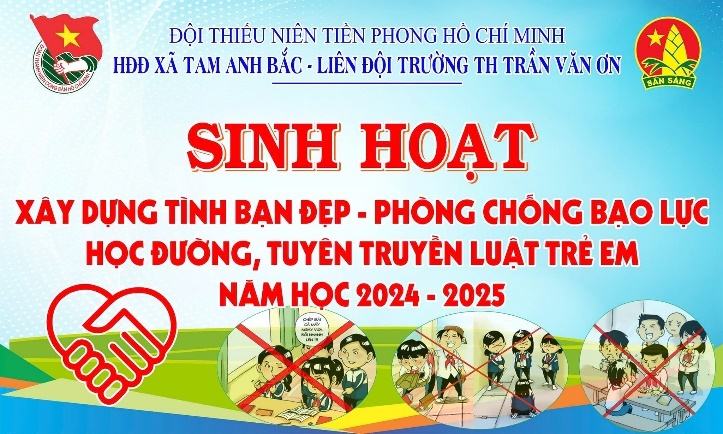 ĐỘI THIẾU NIÊN TIỀN PHONG HỒ CHÍ MINH
HĐĐ XÃ TAM ANH BẮC - LIÊN ĐỘI TRƯỜNG TH TRẦN VĂN ƠN
SẴN SÀNG
SINH HOẠT
XÂY DỰNG TÌNH BẠN ĐẸP - PHÒNG CHỐNG BẠO LỰC
HỌC ĐƯỜNG, TUYÊN TRUYỀN LUẬT TRẺ EM
NĂM HỌC 2024 - 2025